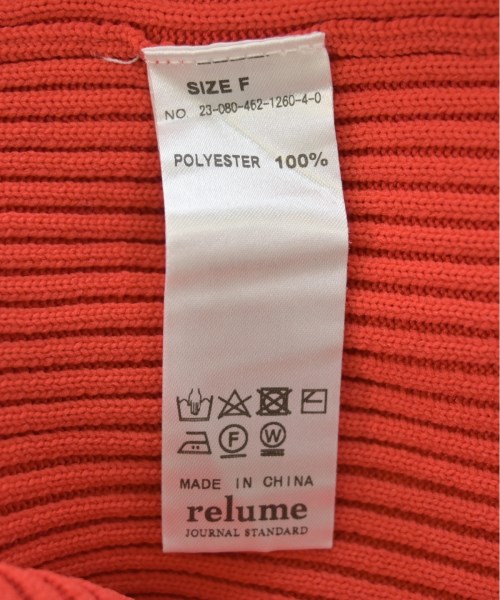 SIZE F
NO. 23-080-462-1260-4-0
POLYESTER 100%
F W
MADE IN CHINA
relume
JOURNAL STANDARD